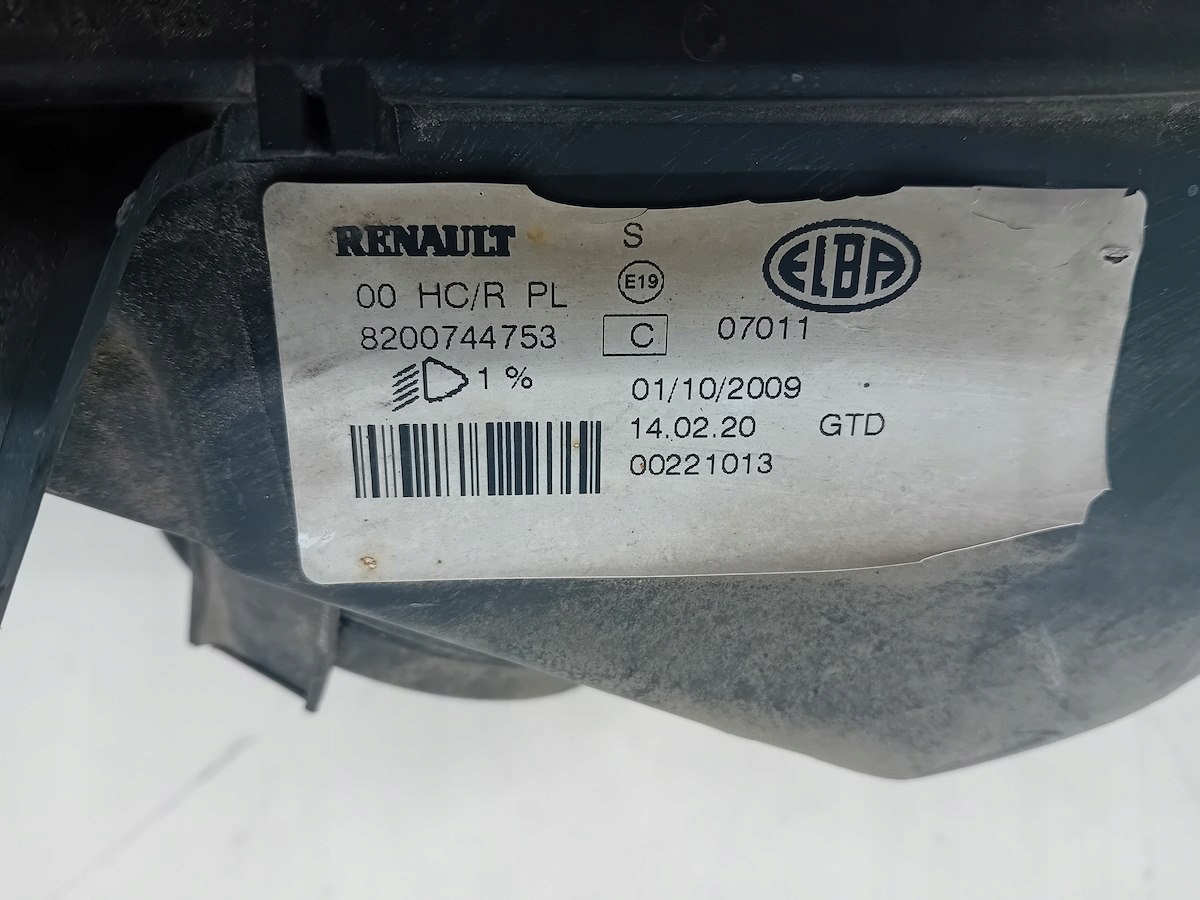 RENAULT S ELBA
00 HC/R PL E19
8200744753 C 07011
1 %
01/10/2009
14.02.20 GTD
00221013